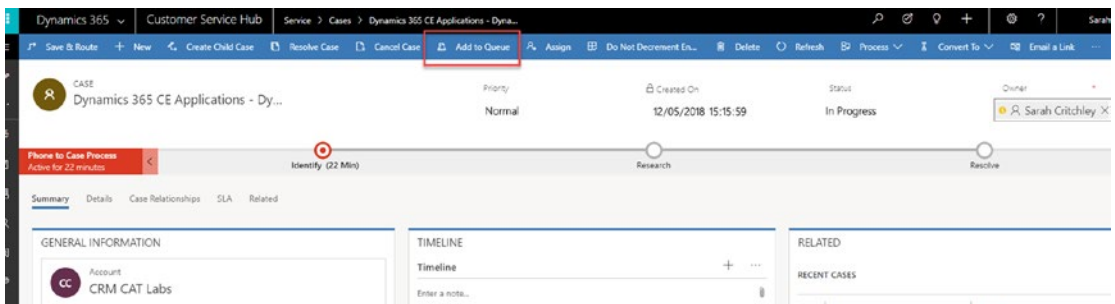 Dynamics 365 Customer Service Hub Service > Cases > Dynamics 365 CE Applications - Dyna... + ? Sarah
Save & Route + New Create Child Case Resolve Case Cancel Case Add to Queue Assign Do Not Decrement En... Delete Refresh Process Convert To Email a Link ...
CASE
Dynamics 365 CE Applications - Dy...
Priority Created On Status Owner *
Normal 12/05/2018 15:15:59 In Progress Sarah Critchley ×
Phone to Case Process
Active for 22 minutes < Identify (22 Min) Research Resolve
Summary Details Case Relationships SLA Related
GENERAL INFORMATION TIMELINE RELATED
Account Timeline + ... RECENT CASES
CC CRM CAT Labs Enter a note...